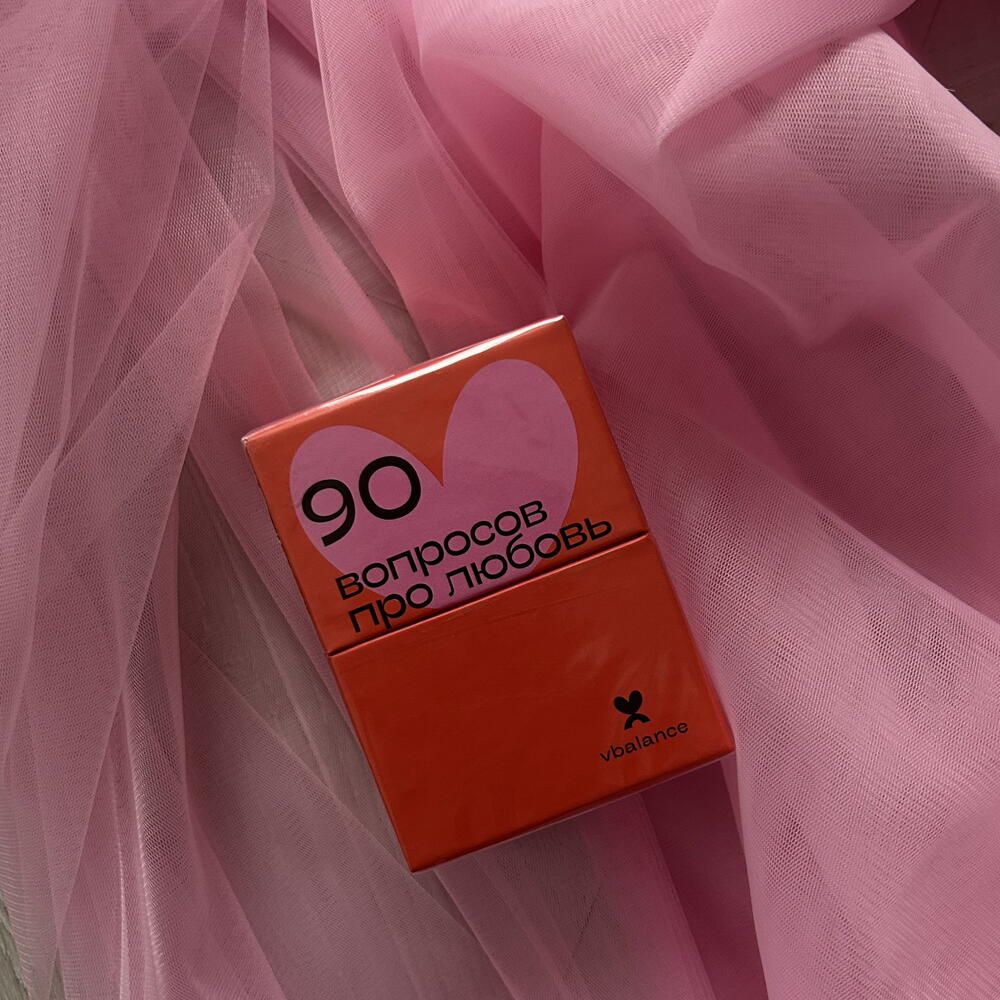 90
вопросов
про любовь
vbalance